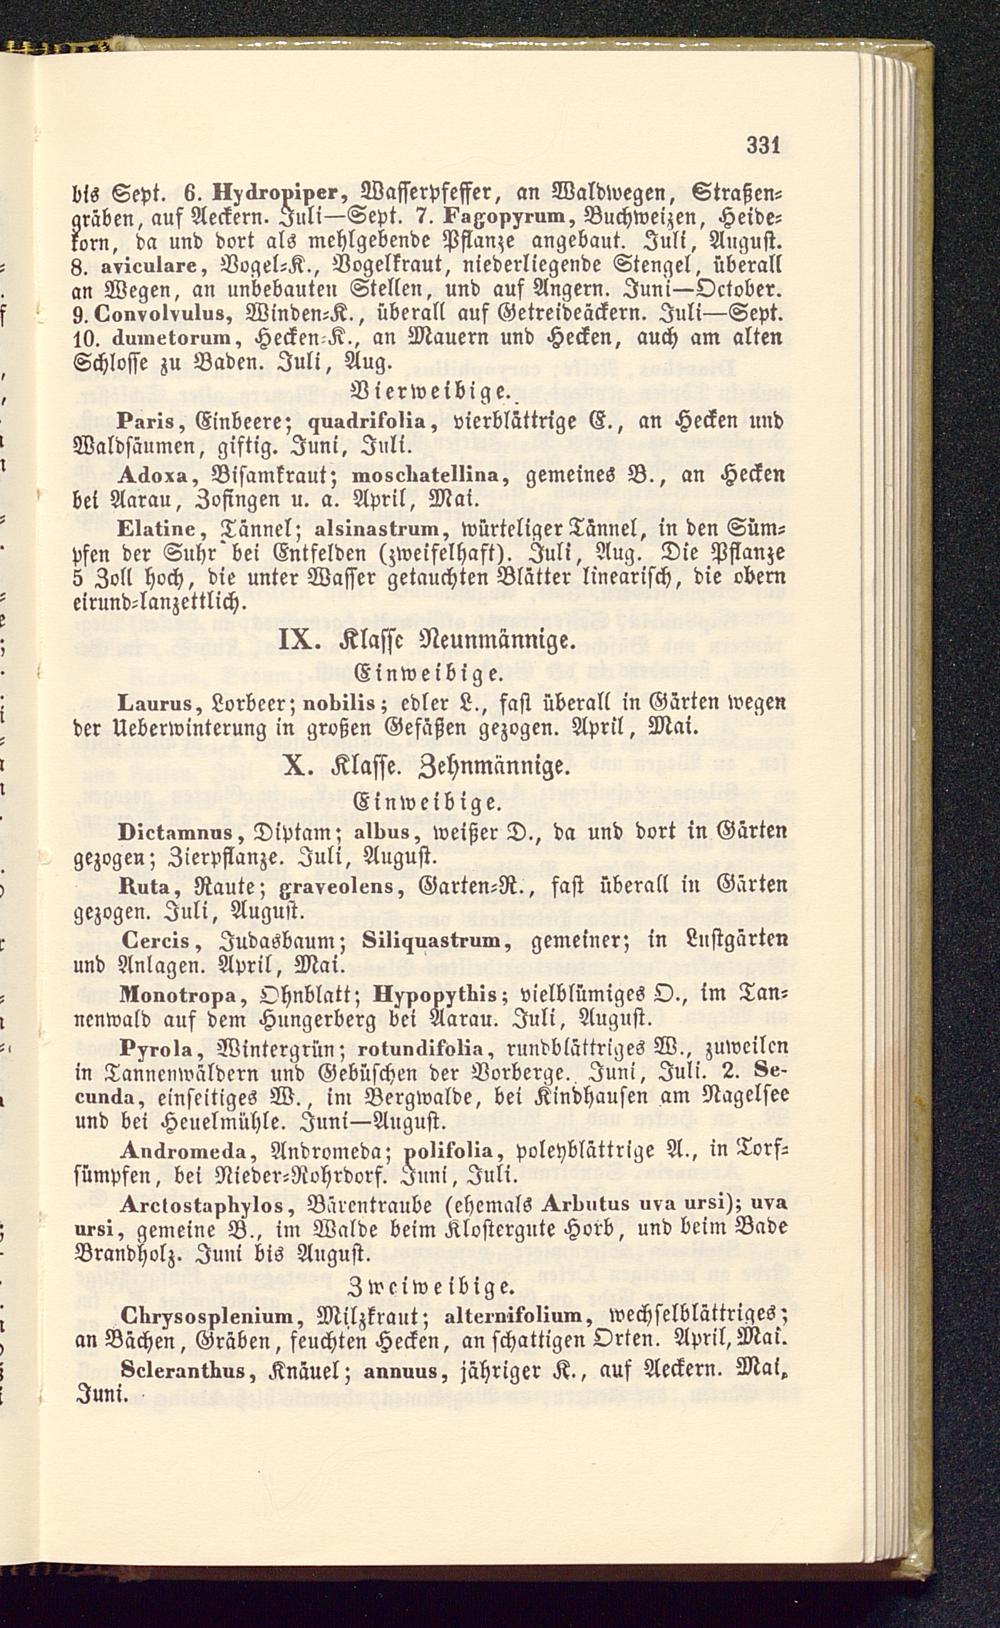 331
bis Sept. 6. Hydropiper, Wasserpfeffer, an Waldwegen, Straßen-
gräben, auf Aeckern. Juli—Sept. 7. Fagopyrum, Buchweizen, Heide-
korn, da und dort als mehlgebende Pflanze angebaut. Juli, August.
8. aviculare, Vogel-K., Vogelkraut, niederliegende Stengel, überall
an Wegen, an unbebauten Stellen, und auf Angern. Juni—October.
9. Convolvulus, Winden-K., überall auf Getreideäckern. Juli—Sept.
10. dumetorum, Hecken-K., an Mauern und Hecken, auch am alten
Schlosse zu Baden. Juli, Aug.
Vierweibige.
Paris, Einbeere; quadrifolia, vierblättrige E., an Hecken und
Waldsäumen, giftig. Juni, Juli.
Adoxa, Bisamkraut; moschatellina, gemeines B., an Hecken
bei Aarau, Zofingen u. a. April, Mai.
Elatine, Tännel; alsinastrum, würteliger Tännel, in den Süm-
pfen der Suhr bei Entfelden (zweifelhaft). Juli, Aug. Die Pflanze
5 Zoll hoch, die unter Wasser getauchten Blätter linearisch, die obern
eirund-lanzettlich.
IX. Klasse Neunmännige.
Einweibige.
Laurus, Lorbeer; nobilis; edler L., fast überall in Gärten wegen
der Ueberwinterung in großen Gefäßen gezogen. April, Mai.
X. Klasse. Zehnmännige.
Einweibige.
Dictamnus, Diptam; albus, weißer D., da und dort in Gärten
gezogen; Zierpflanze. Juli, August.
Ruta, Raute; graveolens, Garten-R., fast überall in Gärten
gezogen. Juli, August.
Cercis, Judasbaum; Siliquastrum, gemeiner; in Lustgärten
und Anlagen. April, Mai.
Monotropa, Ohnblatt; Hypopythis; vielblümiges O., im Tan-
nenwald auf dem Hungerberg bei Aarau. Juli, August.
Pyrola, Wintergrün; rotundifolia, rundblättriges W., zuweilen
in Tannenwäldern und Gebüschen der Vorberge. Juni, Juli. 2. Se-
cunda, einseitiges W., im Bergwalde, bei Kindhausen am Nagelsee
und bei Heuelmühle. Juni—August.
Andromeda, Andromeda; polifolia, poleyblättrige A., in Torf-
sümpfen, bei Nieder-Rohrdorf. Juni, Juli.
Arctostaphylos, Bärentraube (ehemals Arbutus uva ursi); uva
ursi, gemeine B., im Walde beim Klostergute Horb, und beim Bade
Brandholz. Juni bis August.
Zweiweibige.
Chrysosplenium, Milzkraut; alternifolium, wechselblättriges;
an Bächen, Gräben, feuchten Hecken, an schattigen Orten. April, Mai.
Scleranthus, Knäuel; annuus, jähriger K., auf Aeckern. Mai,
Juni.